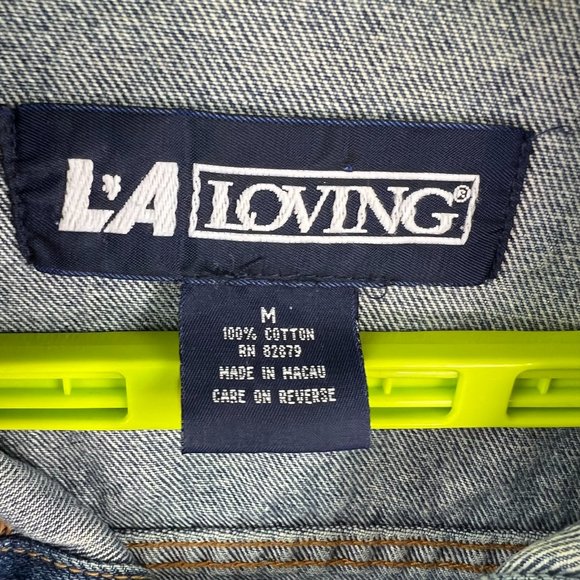 L*A LOVING®
M
100% COTTON
RN 82879
MADE IN MACAU
CARE ON REVERSE